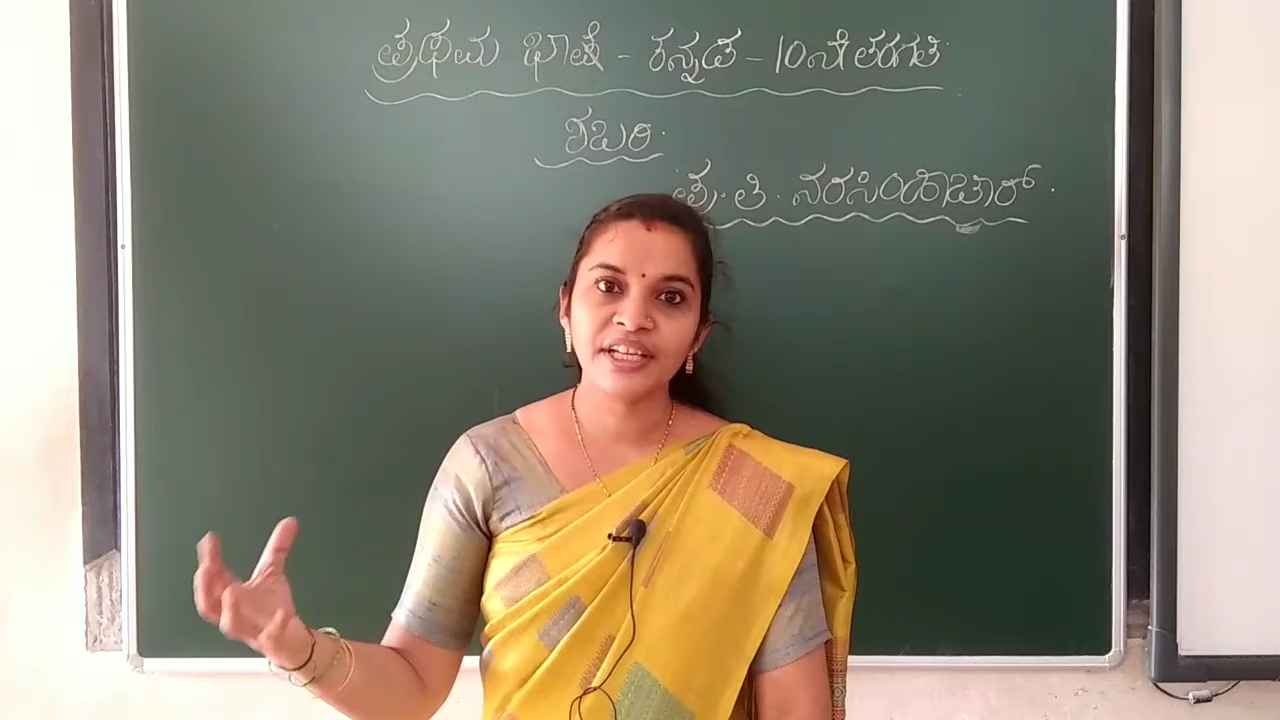 ಪ್ರಥಮ ಭಾಷೆ - ಕನ್ನಡ - 10ನೇ ತರಗತಿ
ಶಬರಿ.
ಪು. ತಿ. ನರಸಿಂಹಾಚಾರ್.